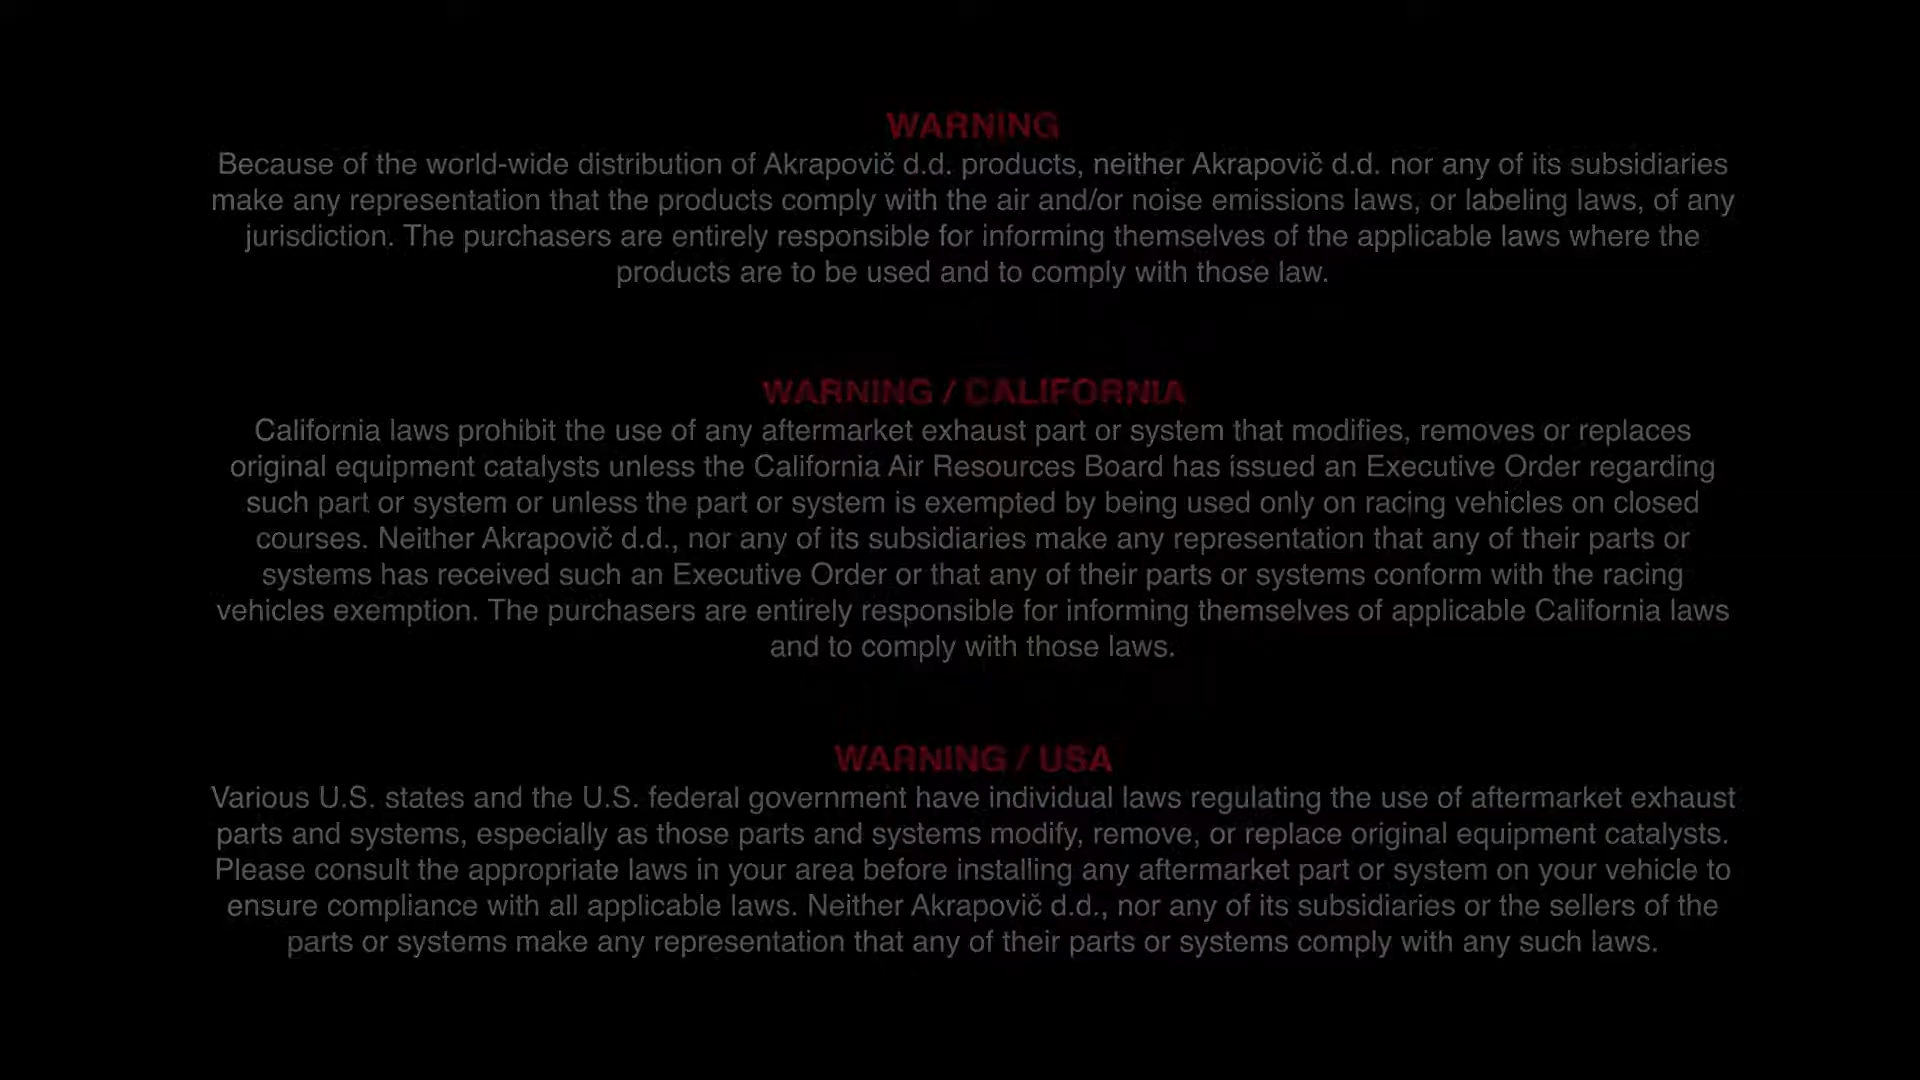 WARNING
Because of the world-wide distribution of Akrapovič d.d. products, neither Akrapovič d.d. nor any of its subsidiaries
make any representation that the products comply with the air and/or noise emissions laws, or labeling laws, of any
jurisdiction. The purchasers are entirely responsible for informing themselves of the applicable laws where the
products are to be used and to comply with those law.
WARNING / CALIFORNIA
California laws prohibit the use of any aftermarket exhaust part or system that modifies, removes or replaces
original equipment catalysts unless the California Air Resources Board has issued an Executive Order regarding
such part or system or unless the part or system is exempted by being used only on racing vehicles on closed
courses. Neither Akrapovič d.d., nor any of its subsidiaries make any representation that any of their parts or
systems has received such an Executive Order or that any of their parts or systems conform with the racing
vehicles exemption. The purchasers are entirely responsible for informing themselves of applicable California laws
and to comply with those laws.
WARNING / USA
Various U.S. states and the U.S. federal government have individual laws regulating the use of aftermarket exhaust
parts and systems, especially as those parts and systems modify, remove, or replace original equipment catalysts.
Please consult the appropriate laws in your area before installing any aftermarket part or system on your vehicle to
ensure compliance with all applicable laws. Neither Akrapovič d.d., nor any of its subsidiaries or the sellers of the
parts or systems make any representation that any of their parts or systems comply with any such laws.